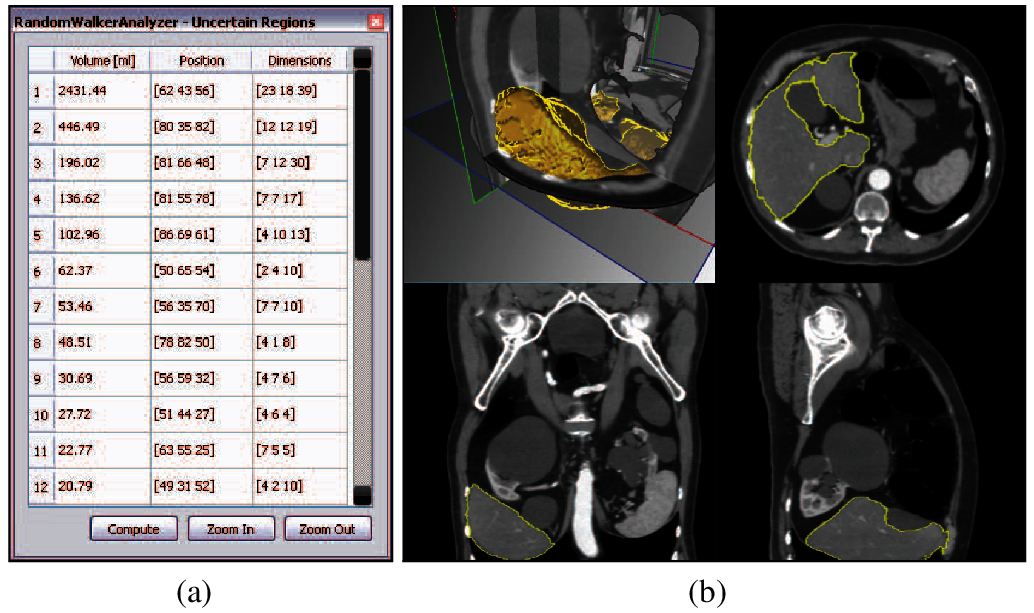 RandomWalkerAnalyzer - Uncertain Regions
Volume [ml] Position Dimensions
1 2431.44 [62 43 56] [23 18 39]
2 446.49 [80 35 82] [12 12 19]
3 196.02 [81 66 48] [7 12 30]
4 136.62 [81 55 78] [7 7 17]
5 102.96 [86 69 61] [4 10 13]
6 62.37 [50 65 54] [2 4 10]
7 53.46 [56 35 70] [7 7 10]
8 48.51 [78 82 50] [4 1 8]
9 30.69 [56 59 32] [4 7 6]
10 27.72 [51 44 27] [4 6 4]
11 22.77 [63 55 25] [7 5 5]
12 20.79 [49 31 52] [4 2 10]
Compute Zoom In Zoom Out
(a) (b)